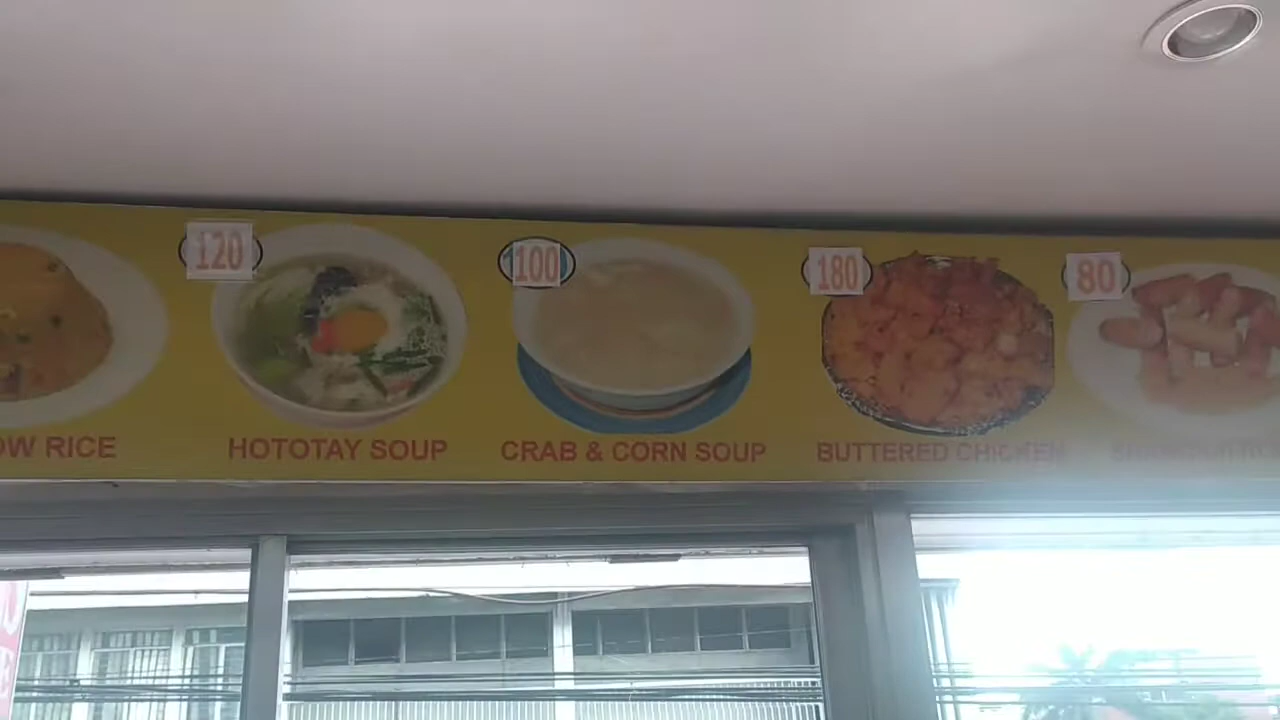 120
100
180
80
OW RICE
HOTOTAY SOUP
CRAB & CORN SOUP
BUTTERED CHICKEN